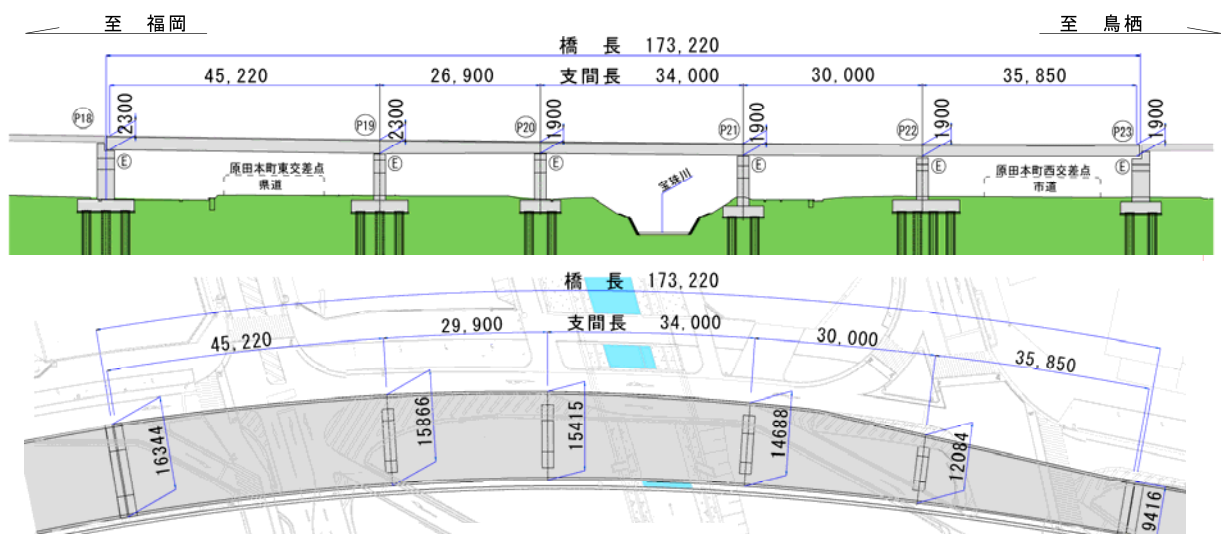 至 福岡
至 鳥栖
橋 長 173,220
45,220
26,900
支間長 34,000
30,000
35,850
P18
2300
P19
2300
P20
1900
P21
1900
P22
1900
P23
1900
E
E
E
E
E
E
原田本町東交差点
県道
宝珠川
原田本町西交差点
市道
橋 長 173,220
45,220
29,900
支間長 34,000
30,000
35,850
16344
15866
15415
14688
12084
9416